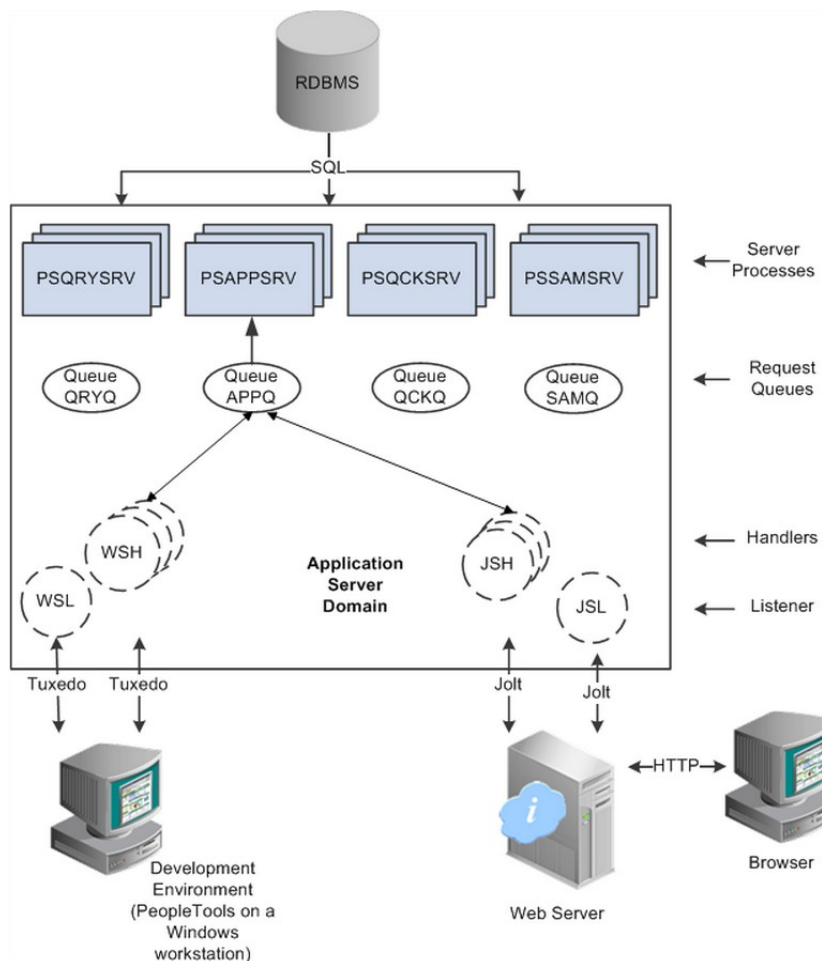 RDBMS
SQL
PSQRYSRV
PSAPPSRV
PSQCKSRV
PSSAMSRV
Server
Processes
Queue
QRYQ
Queue
APPQ
Queue
QCKQ
Queue
SAMQ
Request
Queues
WSH
JSH
Handlers
Application
Server
Domain
WSL
JSL
Listener
Tuxedo
Tuxedo
Jolt
Jolt
HTTP
Development
Environment
(PeopleTools on a
Windows
workstation)
Web Server
Browser